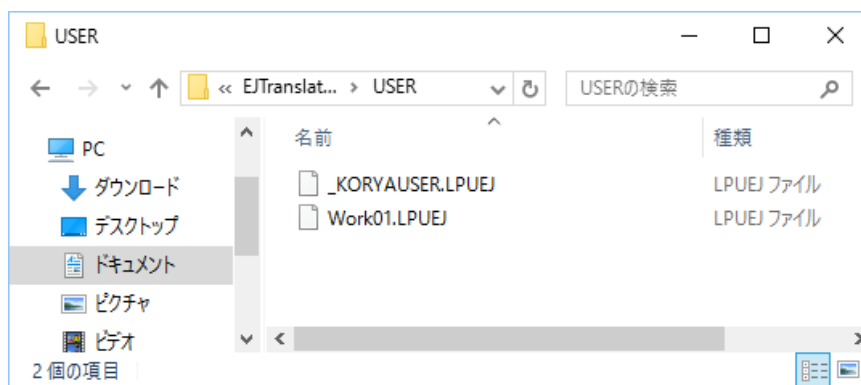 USER
« EJTranslat... › USER
USERの検索
PC
ダウンロード
デスクトップ
ドキュメント
ピクチャ
ビデオ
名前 種類
_KORYAUSER.LPUEJ LPUEJ ファイル
Work01.LPUEJ LPUEJ ファイル
2 個の項目